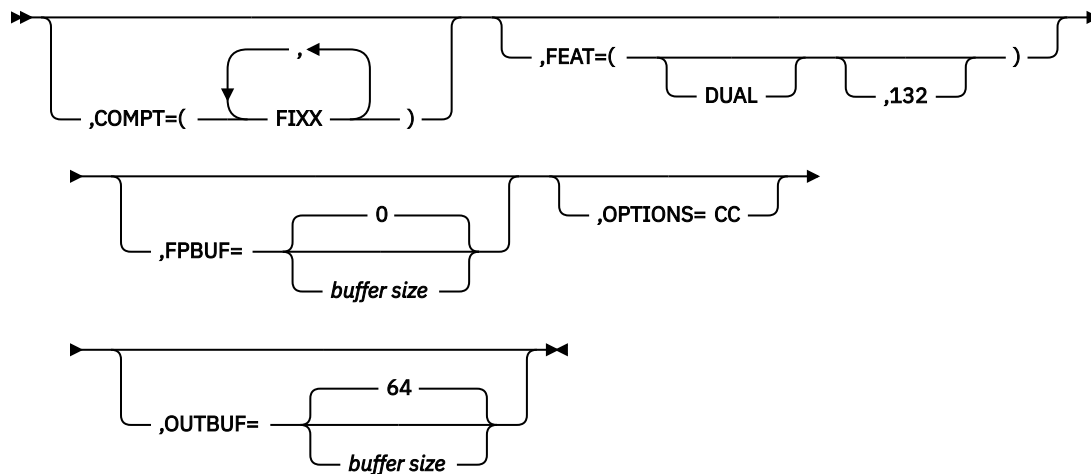 ,
,COMPT=( FIXX )
,FEAT=( )
DUAL ,132
0
,FPBUF=
buffer size
,OPTIONS= CC
64
,OUTBUF=
buffer size